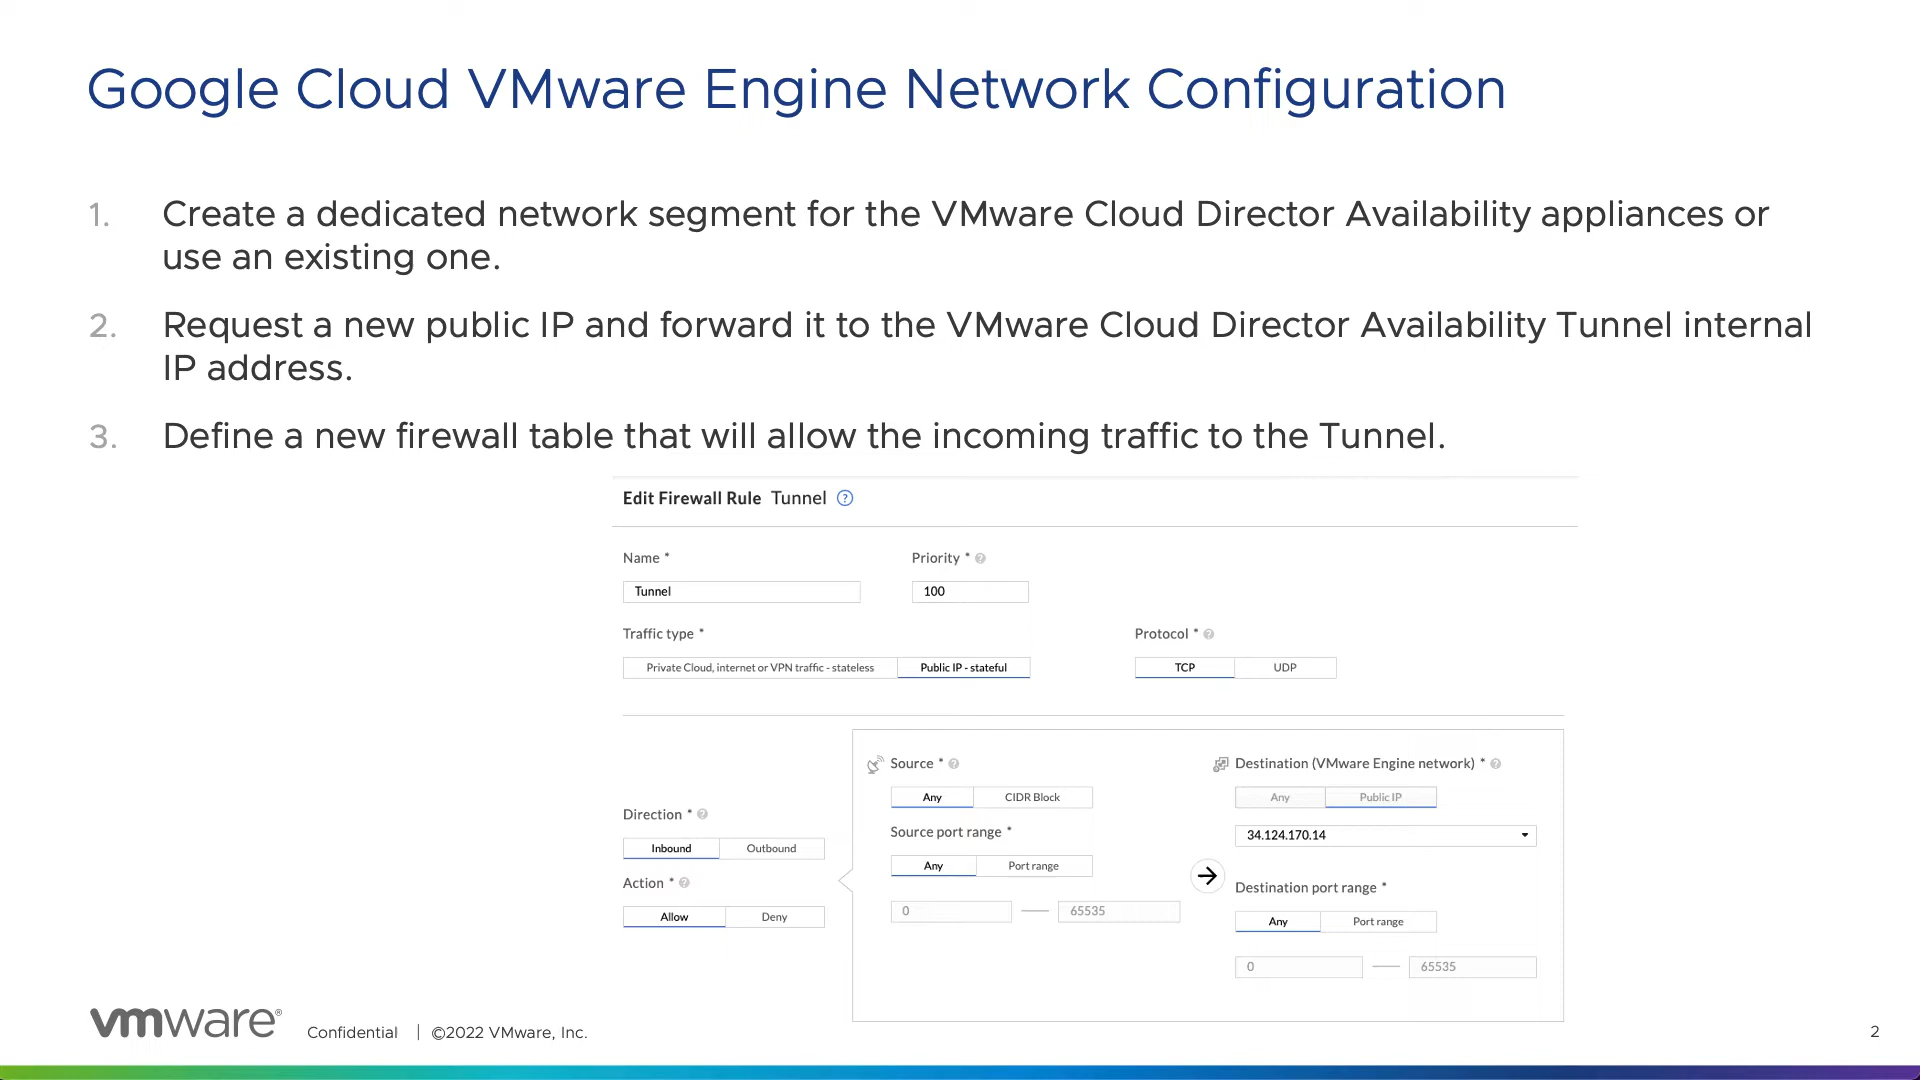 Google Cloud VMware Engine Network Configuration
1. Create a dedicated network segment for the VMware Cloud Director Availability appliances or
use an existing one.
2. Request a new public IP and forward it to the VMware Cloud Director Availability Tunnel internal
IP address.
3. Define a new firewall table that will allow the incoming traffic to the Tunnel.
Edit Firewall Rule Tunnel ?
Name * Priority * ?
Tunnel 100
Traffic type * Protocol * ?
Private Cloud, internet or VPN traffic - stateless Public IP - stateful TCP UDP
Source * ? Destination (VMware Engine network) * ?
Any CIDR Block Any Public IP
Direction * ?
Source port range * 34.124.170.14
Inbound Outbound
Any Port range
Action * ? Destination port range *
Allow Deny
0 — 65535 Any Port range
0 — 65535
vmware® Confidential | ©2022 VMware, Inc. 2